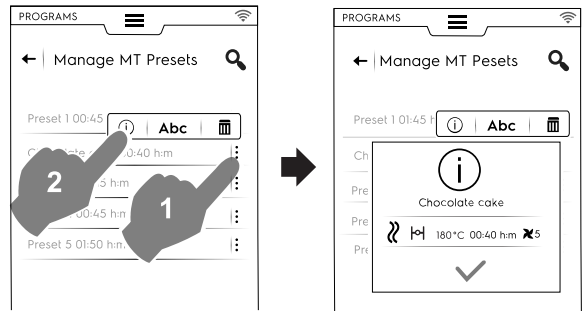 PROGRAMS
Manage MT Presets
Preset 1 00:45
Abc
0:40 h:m
2
h:m
1
00:45 h:m
Preset 5 01:50 h:m
PROGRAMS
Manage MT Pesets
Preset 1 01:45 h
Abc
Ch
Pre
Pre
Pre
i
Chocolate cake
180°C 00:40 h:m 5